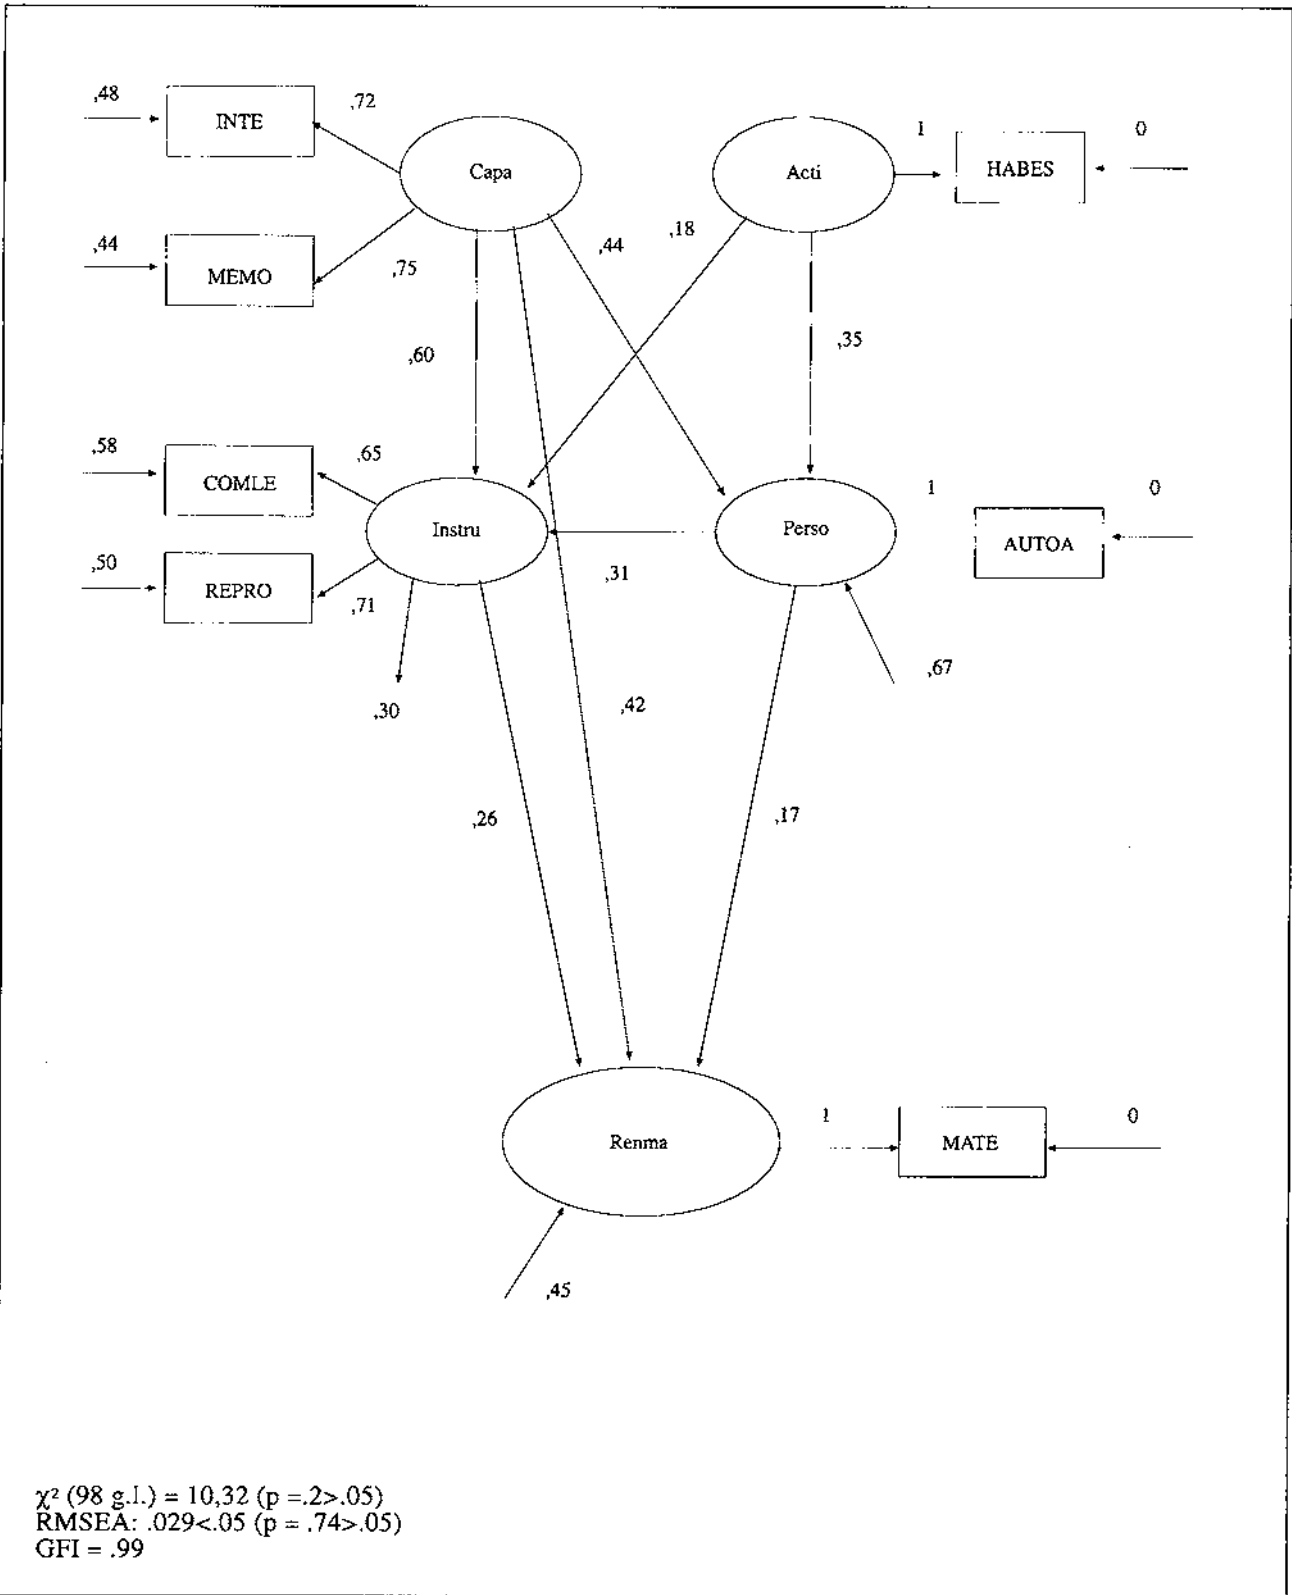 ,48
INTE
,72
Capa
Acti
1
HABES
0
,44
MEMO
,75
,44
,18
,60
,35
,58
COMLE
,65
Instru
Perso
1
AUTOA
0
,50
REPRO
,71
,31
,30
,42
,67
,26
,17
Renma
1
MATE
0
,45
χ² (98 g.l.) = 10,32 (p =.2>.05)
RMSEA: .029<.05 (p = .74>.05)
GFI = .99